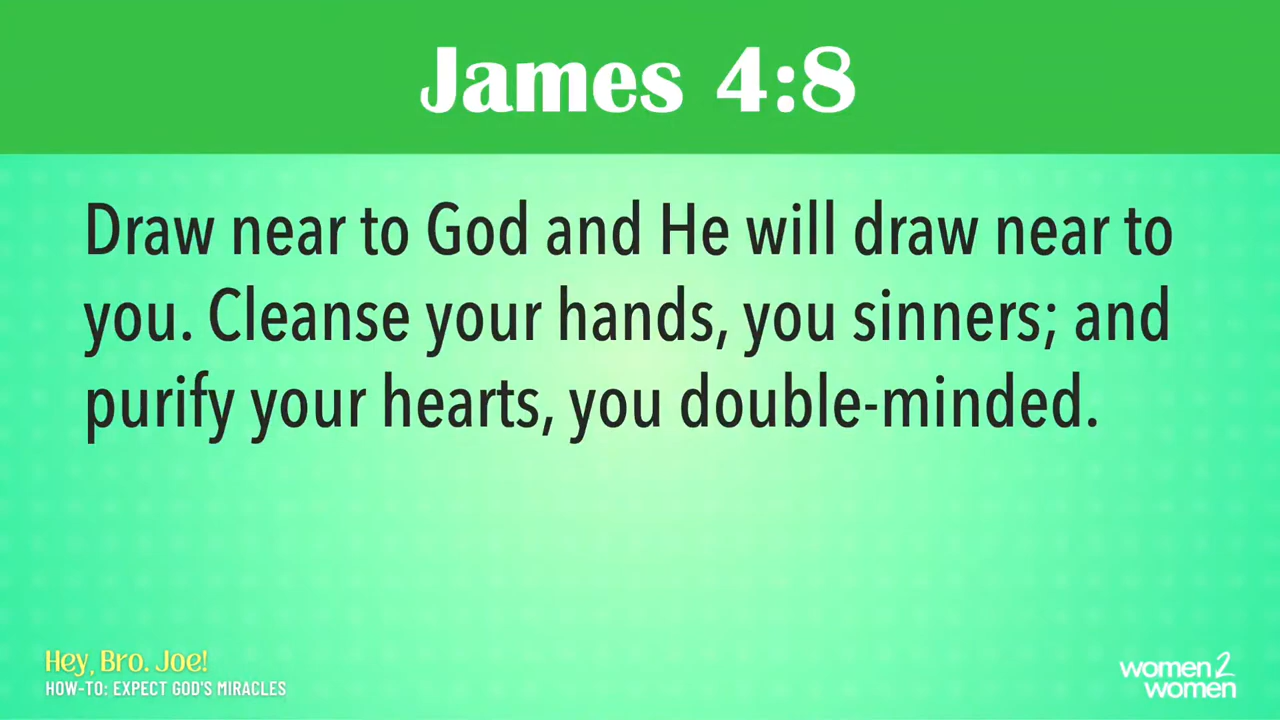 James 4:8
Draw near to God and He will draw near to
you. Cleanse your hands, you sinners; and
purify your hearts, you double-minded.
Hey, Bro. Joe!
HOW-TO: EXPECT GOD'S MIRACLES
women2
women